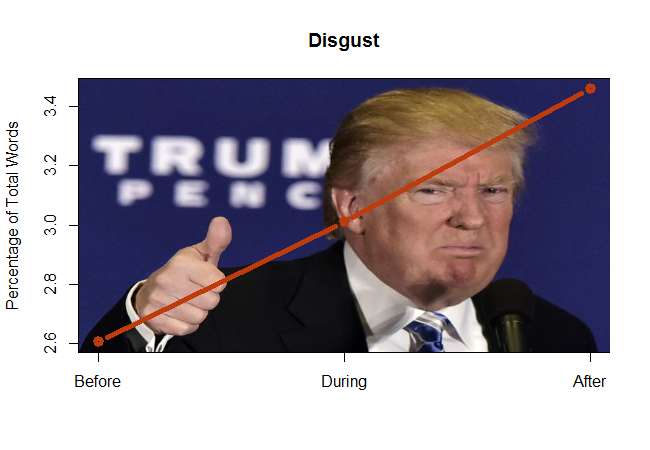 Disgust
Percentage of Total Words
3.4
3.2
3.0
2.8
2.6
TRUM
PENC
Before During After